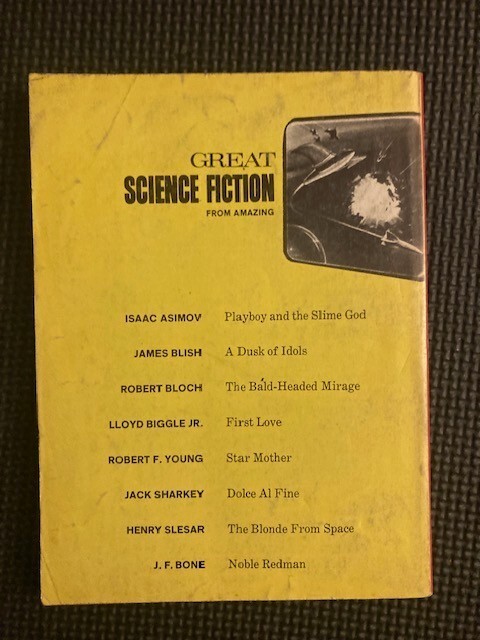 GREAT
SCIENCE FICTION
FROM AMAZING
ISAAC ASIMOV Playboy and the Slime God
JAMES BLISH A Dusk of Idols
ROBERT BLOCH The Bald-Headed Mirage
LLOYD BIGGLE JR. First Love
ROBERT F. YOUNG Star Mother
JACK SHARKEY Dolce Al Fine
HENRY SLESAR The Blonde From Space
J. F. BONE Noble Redman